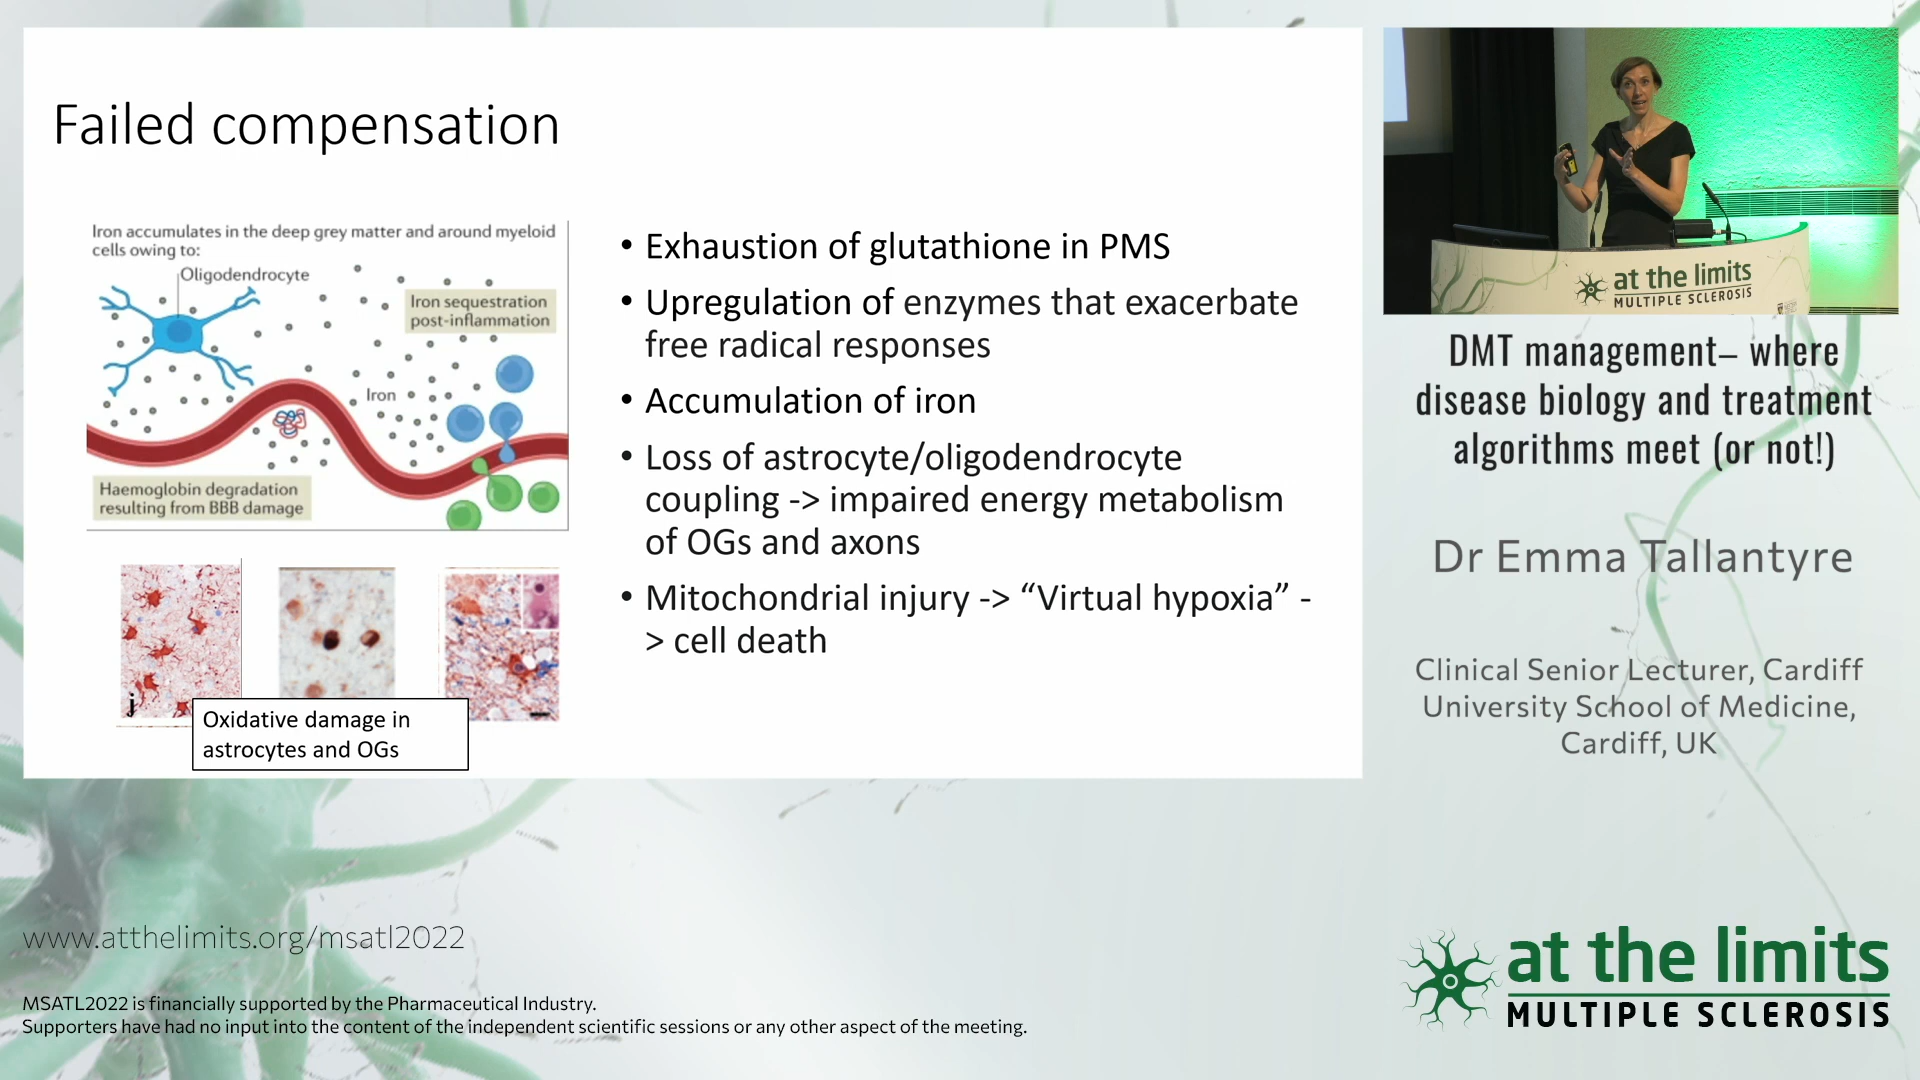 Failed compensation
Iron accumulates in the deep grey matter and around myeloid
cells owing to:
Oligodendrocyte
Iron sequestration
post-inflammation
Iron
Haemoglobin degradation
resulting from BBB damage
j
Oxidative damage in
astrocytes and OGs
• Exhaustion of glutathione in PMS
• Upregulation of enzymes that exacerbate
free radical responses
• Accumulation of iron
• Loss of astrocyte/oligodendrocyte
coupling -> impaired energy metabolism
of OGs and axons
• Mitochondrial injury -> “Virtual hypoxia” -
> cell death
at the limits
MULTIPLE SCLEROSIS
DMT management– where
disease biology and treatment
algorithms meet (or not!)
Dr Emma Tallantyre
Clinical Senior Lecturer, Cardiff
University School of Medicine,
Cardiff, UK
www.atthelimits.org/msatl2022
MSATL2022 is financially supported by the Pharmaceutical Industry.
Supporters have had no input into the content of the independent scientific sessions or any other aspect of the meeting.
at the limits
MULTIPLE SCLEROSIS